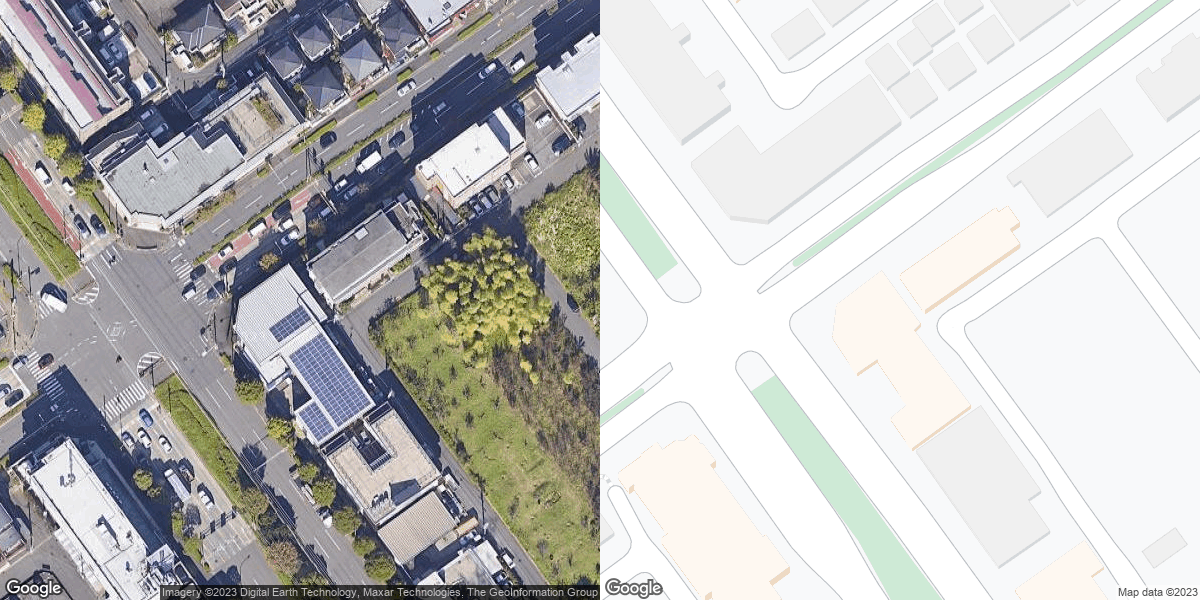 Google
Imagery ©2023 Digital Earth Technology, Maxar Technologies, The GeoInformation Group
Google
Map data ©2023